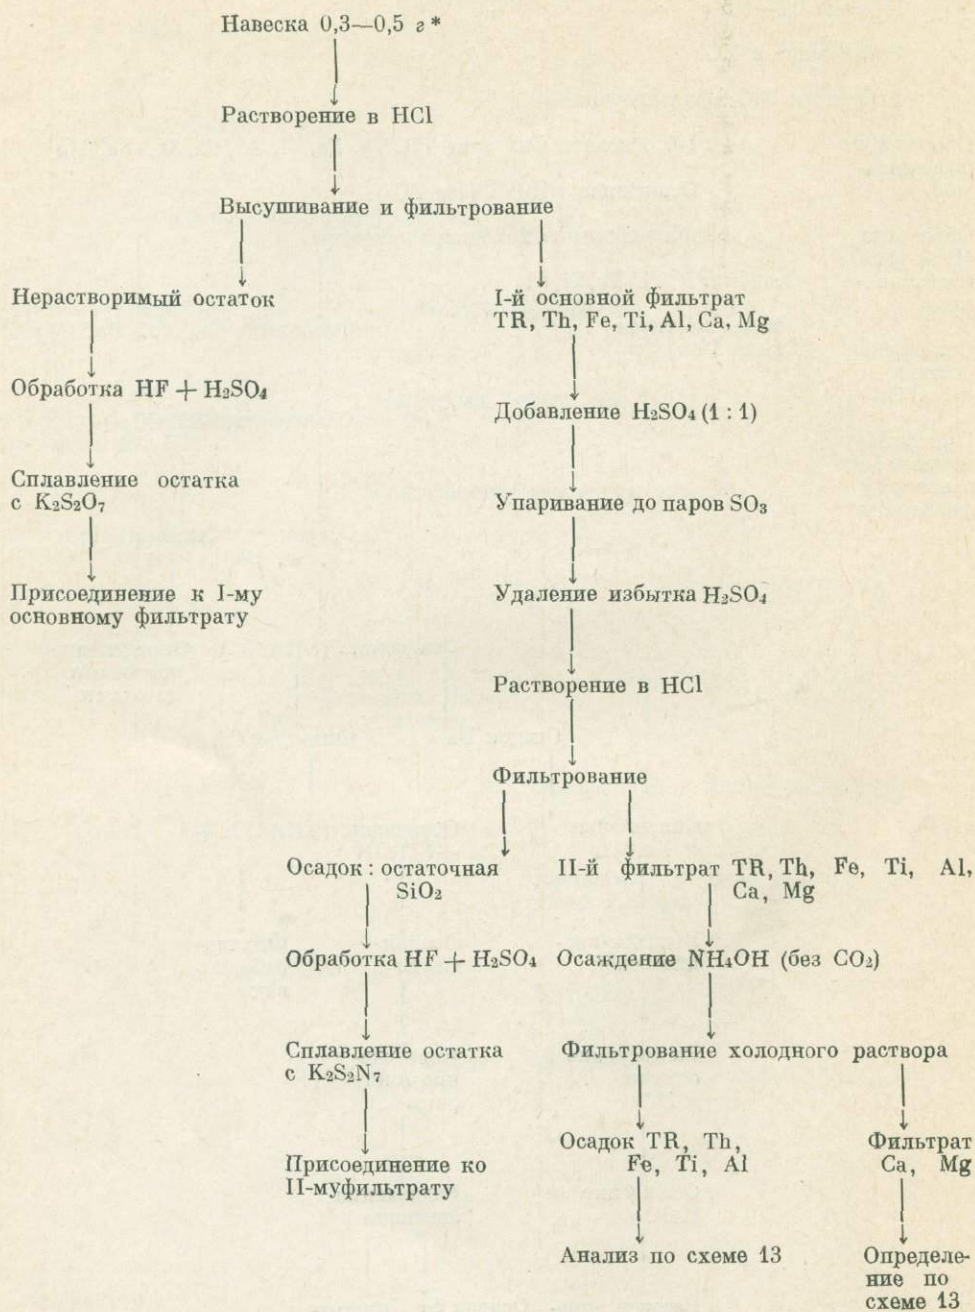 Навеска 0,3—0,5 г *
Растворение в HCl
Высушивание и фильтрование
Нерастворимый остаток
Обработка HF + H₂SO₄
Сплавление остатка
с K₂S₂O₇
Присоединение к I-му
основному фильтрату
I-й основной фильтрат
TR, Th, Fe, Ti, Al, Ca, Mg
Добавление H₂SO₄ (1 : 1)
Упаривание до паров SO₃
Удаление избытка H₂SO₄
Растворение в HCl
Фильтрование
Осадок : остаточная
SiO₂
Обработка HF + H₂SO₄
Сплавление остатка
с K₂S₂N₇
Присоединение ко
II-муфильтрату
II-й фильтрат TR, Th, Fe, Ti, Al,
Ca, Mg
Осаждение NH₄OH (без CO₂)
Фильтрование холодного раствора
Осадок TR, Th,
Fe, Ti, Al
Анализ по схеме 13
Фильтрат
Ca, Mg
Определе-
ние по
схеме 13